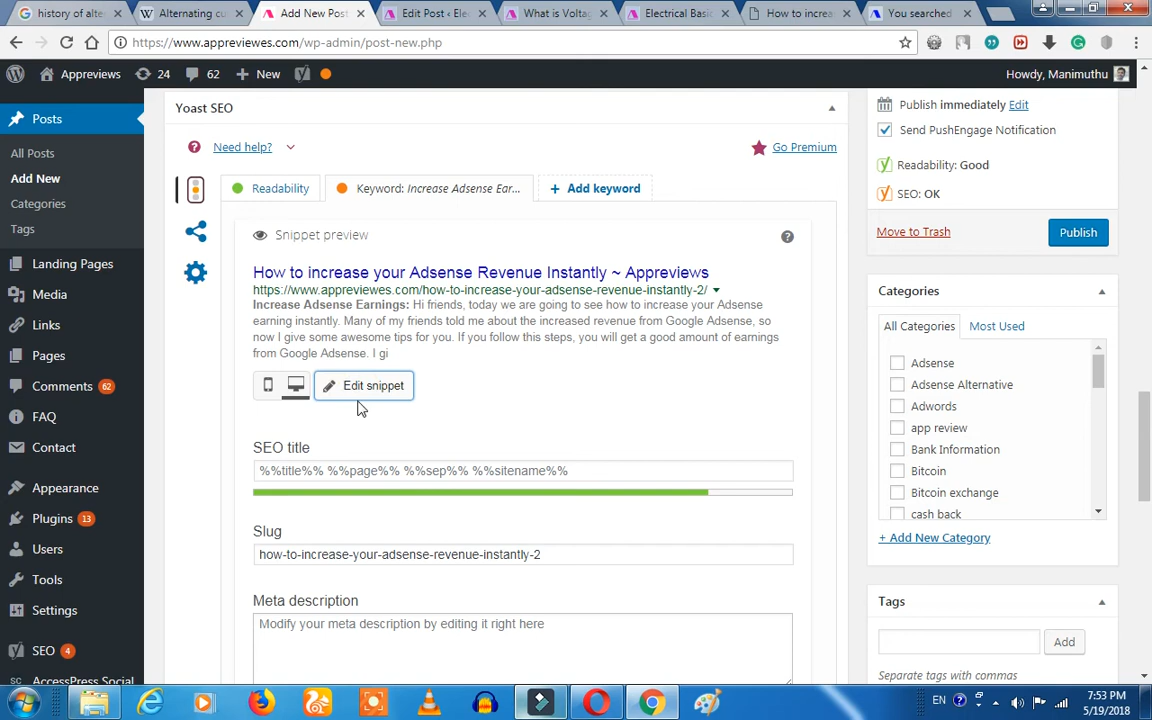 history of alter
Alternating cu
Add New Post
Edit Post ‹ Ele
What is Voltag
Electrical Basic
How to increa
You searched
https://www.appreviewes.com/wp-admin/post-new.php
Appreviews 24 62 New
Howdy, Manimuthu
Posts
All Posts
Add New
Categories
Tags
Landing Pages
Media
Links
Pages
Comments 62
FAQ
Contact
Appearance
Plugins 13
Users
Tools
Settings
SEO 4
AccessPress Social
Yoast SEO
Need help?
Go Premium
Readability
Keyword: Increase Adsense Ear...
+ Add keyword
Snippet preview
How to increase your Adsense Revenue Instantly ~ Appreviews
https://www.appreviewes.com/how-to-increase-your-adsense-revenue-instantly-2/
Increase Adsense Earnings: Hi friends, today we are going to see how to increase your Adsense
earning instantly. Many of my friends told me about the increased revenue from Google Adsense, so
now I give some awesome tips for you. If you follow this steps, you will get a good amount of earnings
from Google Adsense. I gi
Edit snippet
SEO title
%%title%% %%page%% %%sep%% %%sitename%%
Slug
how-to-increase-your-adsense-revenue-instantly-2
Meta description
Modify your meta description by editing it right here
Publish immediately Edit
Send PushEngage Notification
Readability: Good
SEO: OK
Move to Trash
Publish
Categories
All Categories
Most Used
Adsense
Adsense Alternative
Adwords
app review
Bank Information
Bitcoin
Bitcoin exchange
cash back
+ Add New Category
Tags
Add
Separate tags with commas
EN
7:53 PM
5/19/2018